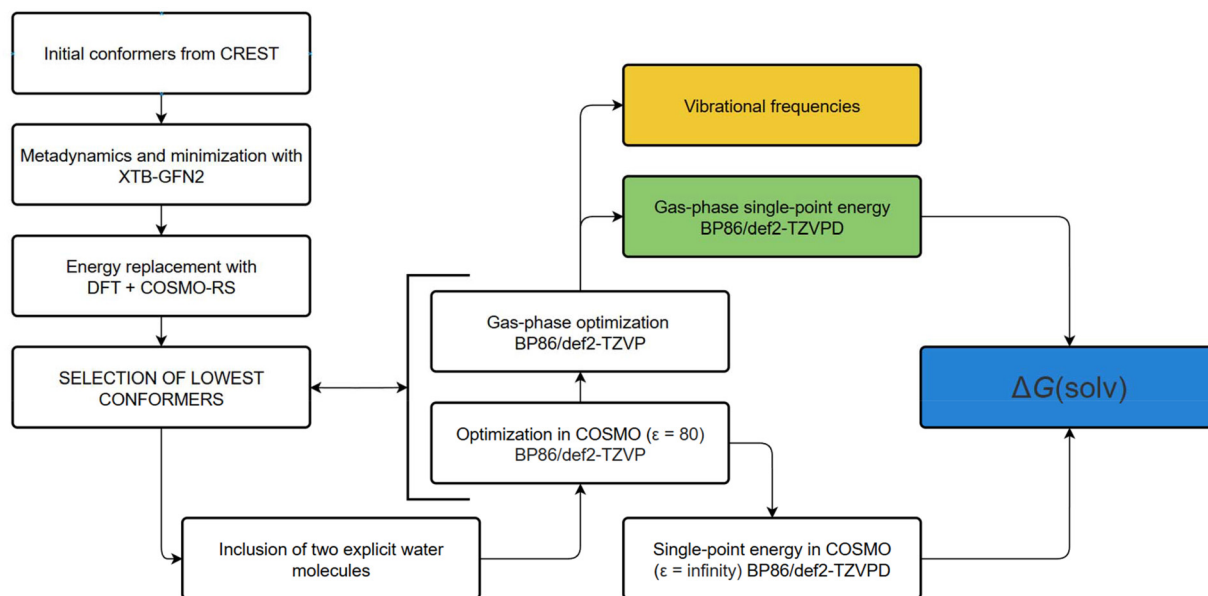 Initial conformers from CREST
Metadynamics and minimization with
XTB-GFN2
Energy replacement with
DFT + COSMO-RS
SELECTION OF LOWEST
CONFORMERS
Inclusion of two explicit water
molecules
Vibrational frequencies
Gas-phase single-point energy
BP86/def2-TZVPD
Gas-phase optimization
BP86/def2-TZVP
Optimization in COSMO (ε = 80)
BP86/def2-TZVP
Single-point energy in COSMO
(ε = infinity) BP86/def2-TZVPD
ΔG(solv)